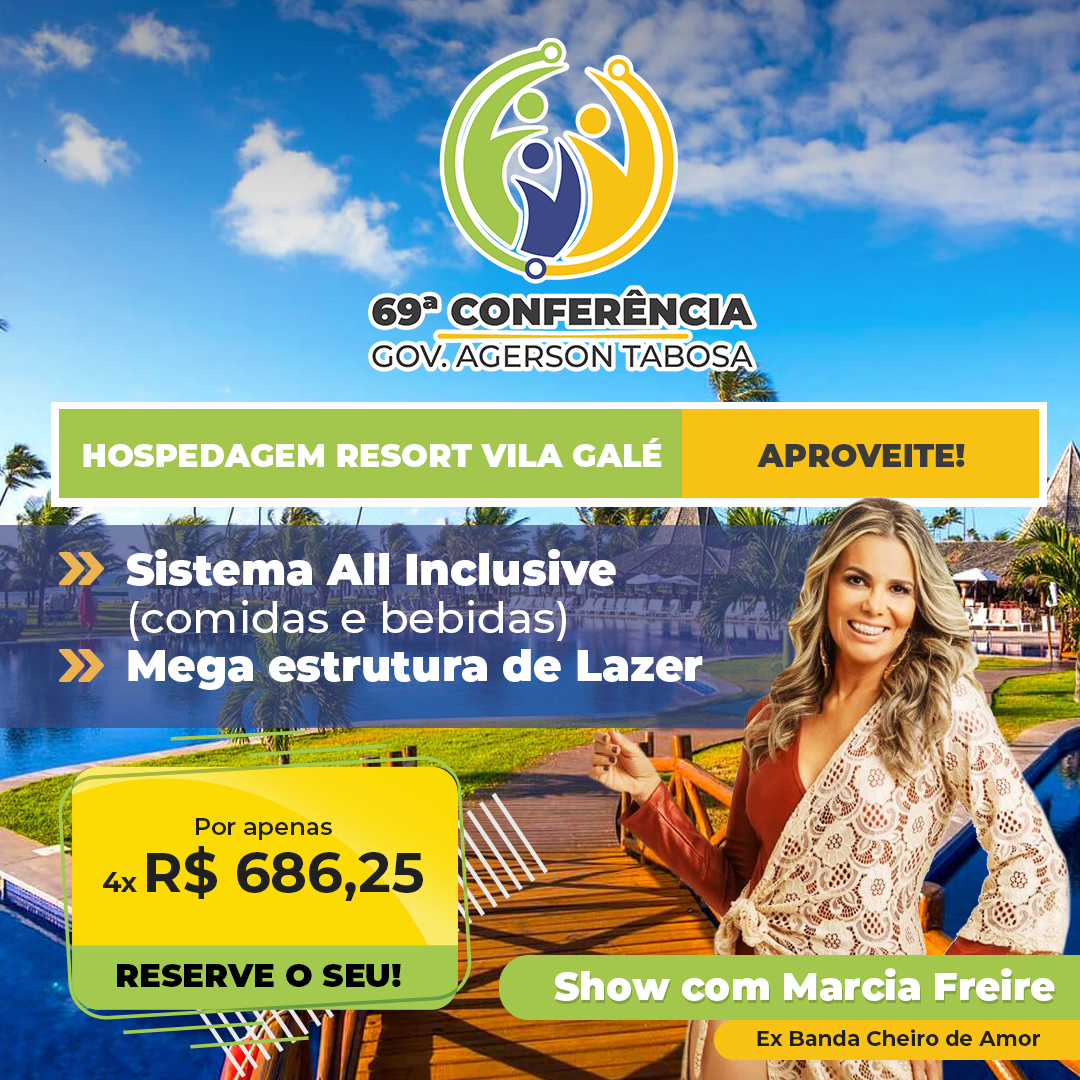 69ª CONFERÊNCIA
GOV. AGERSON TABOSA
HOSPEDAGEM RESORT VILA GALÉ APROVEITE!
Sistema All Inclusive
(comidas e bebidas)
Mega estrutura de Lazer
Por apenas
4x R$ 686,25
RESERVE O SEU!
Show com Marcia Freire
Ex Banda Cheiro de Amor